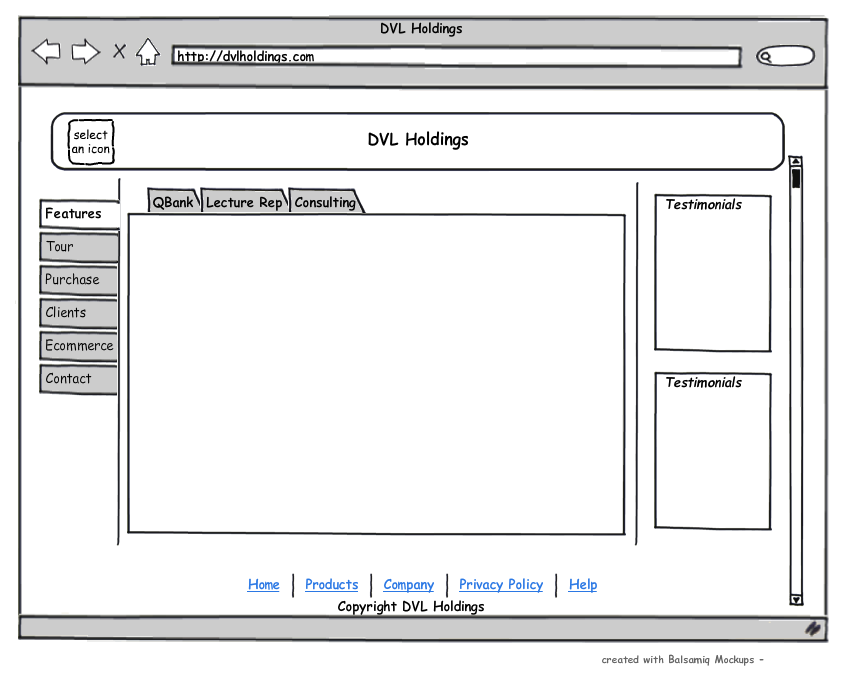 DVL Holdings
http://dvlholdings.com
select
an icon
DVL Holdings
Features
Tour
Purchase
Clients
Ecommerce
Contact
QBank
Lecture Rep
Consulting
Testimonials
Testimonials
Home | Products | Company | Privacy Policy | Help
Copyright DVL Holdings
created with Balsamiq Mockups -